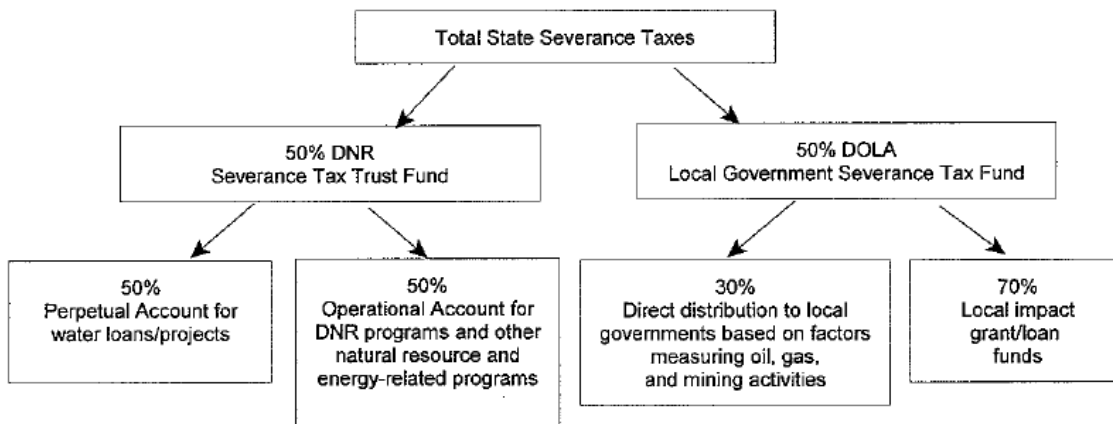 Total State Severance Taxes
50% DNR
Severance Tax Trust Fund
50% DOLA
Local Government Severance Tax Fund
50%
Perpetual Account for
water loans/projects
50%
Operational Account for
DNR programs and other
natural resource and
energy-related programs
30%
Direct distribution to local
governments based on factors
measuring oil, gas,
and mining activities
70%
Local impact
grant/loan
funds